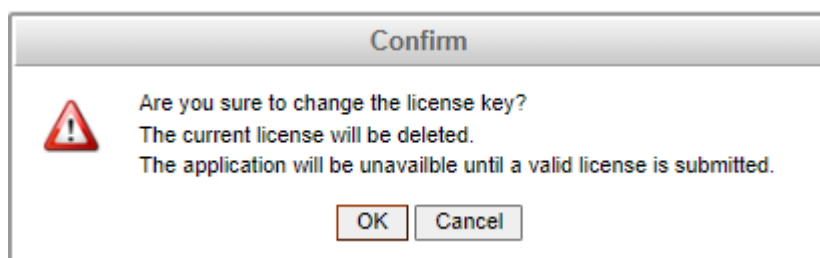 Confirm
Are you sure to change the license key?
The current license will be deleted.
The application will be unavailble until a valid license is submitted.
OK Cancel